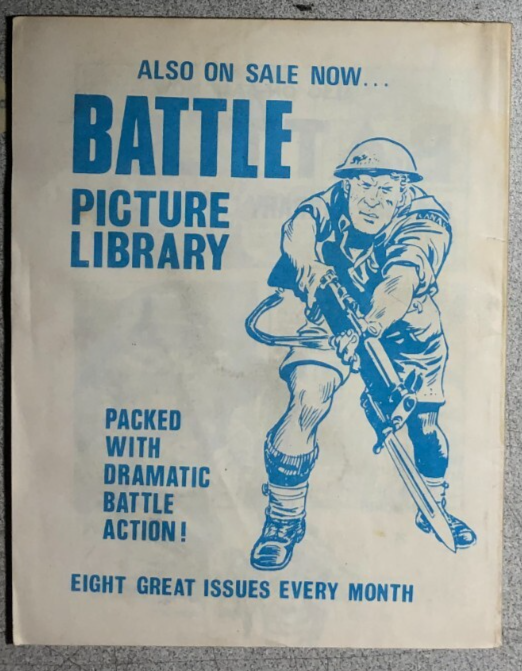 ALSO ON SALE NOW...
BATTLE
PICTURE
LIBRARY
PACKED
WITH
DRAMATIC
BATTLE
ACTION!
EIGHT GREAT ISSUES EVERY MONTH